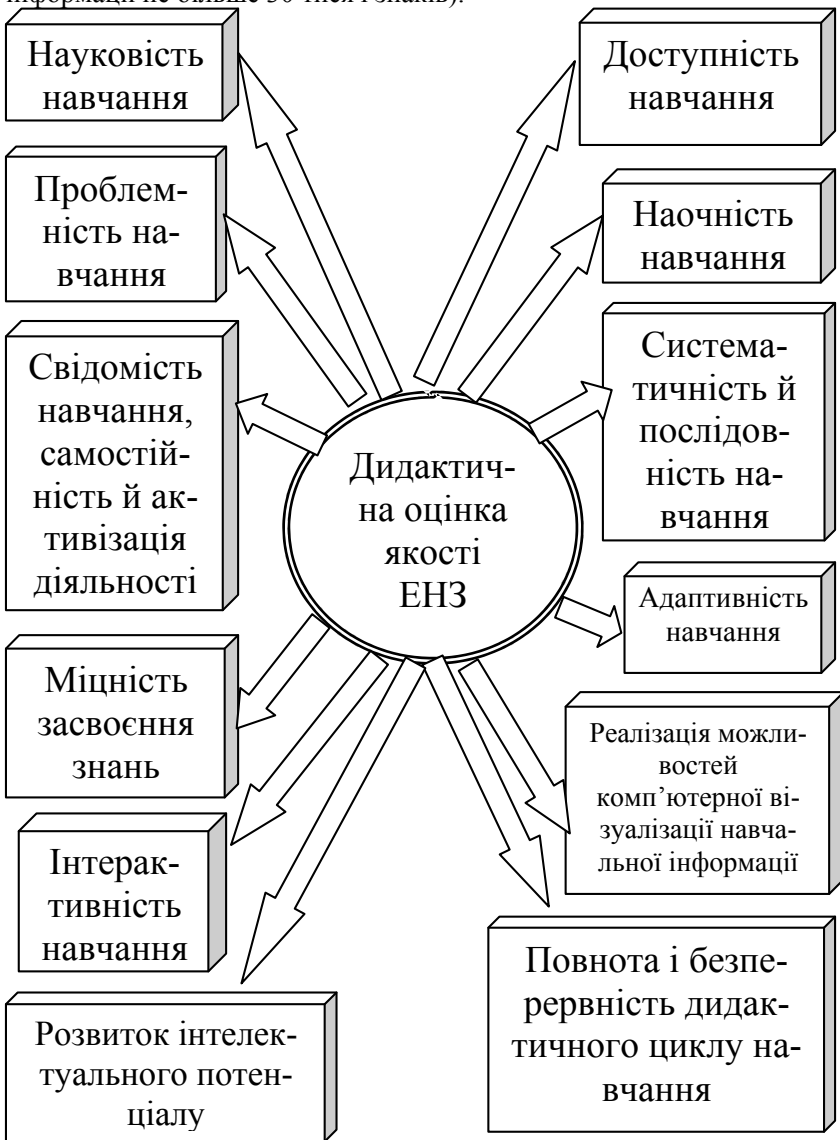 Науковість
навчання
Доступність
навчання
Проблем-
ність на-
вчання
Наочність
навчання
Свідомість
навчання,
самостій-
ність й ак-
тивізація
діяльності
Система-
тичність й
послідов-
ність на-
вчання
Дидактич-
на оцінка
якості
ЕНЗ
Адаптивність
навчання
Міцність
засвоєння
знань
Реалізація можли-
востей
комп’ютерної ві-
зуалізації навча-
льної інформації
Інтерак-
тивність
навчання
Повнота і безпе-
рервність дидак-
тичного циклу на-
вчання
Розвиток інтелек-
туального потен-
ціалу